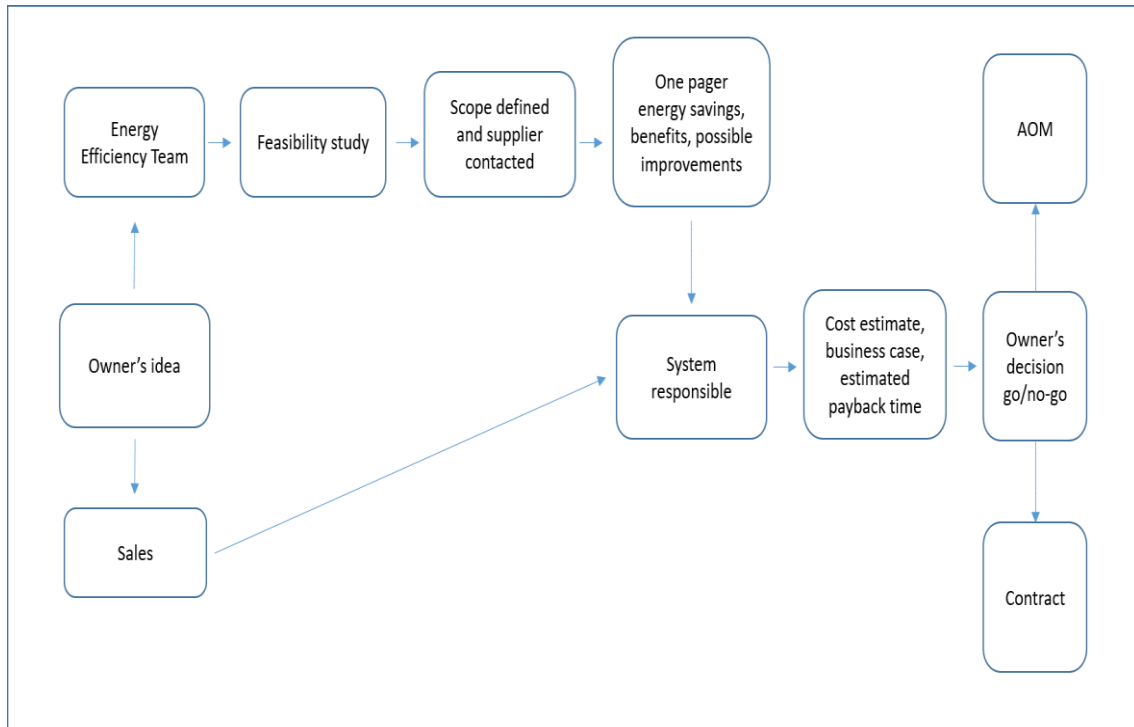 Energy
Efficiency Team
Feasibility study
Scope defined
and supplier
contacted
One pager
energy savings,
benefits, possible
improvements
AOM
Owner’s idea
System
responsible
Cost estimate,
business case,
estimated
payback time
Owner’s
decision
go/no-go
Sales
Contract